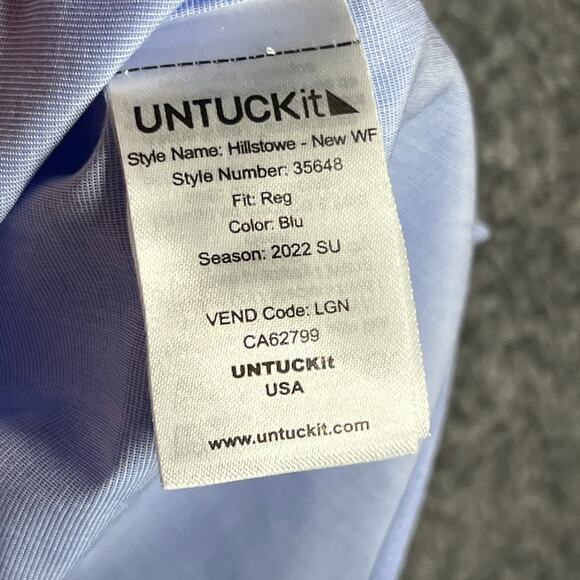 UNTUCKit
Style Name: Hillstowe - New WF
Style Number: 35648
Fit: Reg
Color: Blu
Season: 2022 SU
VEND Code: LGN
CA62799
UNTUCKit
USA
www.untuckit.com